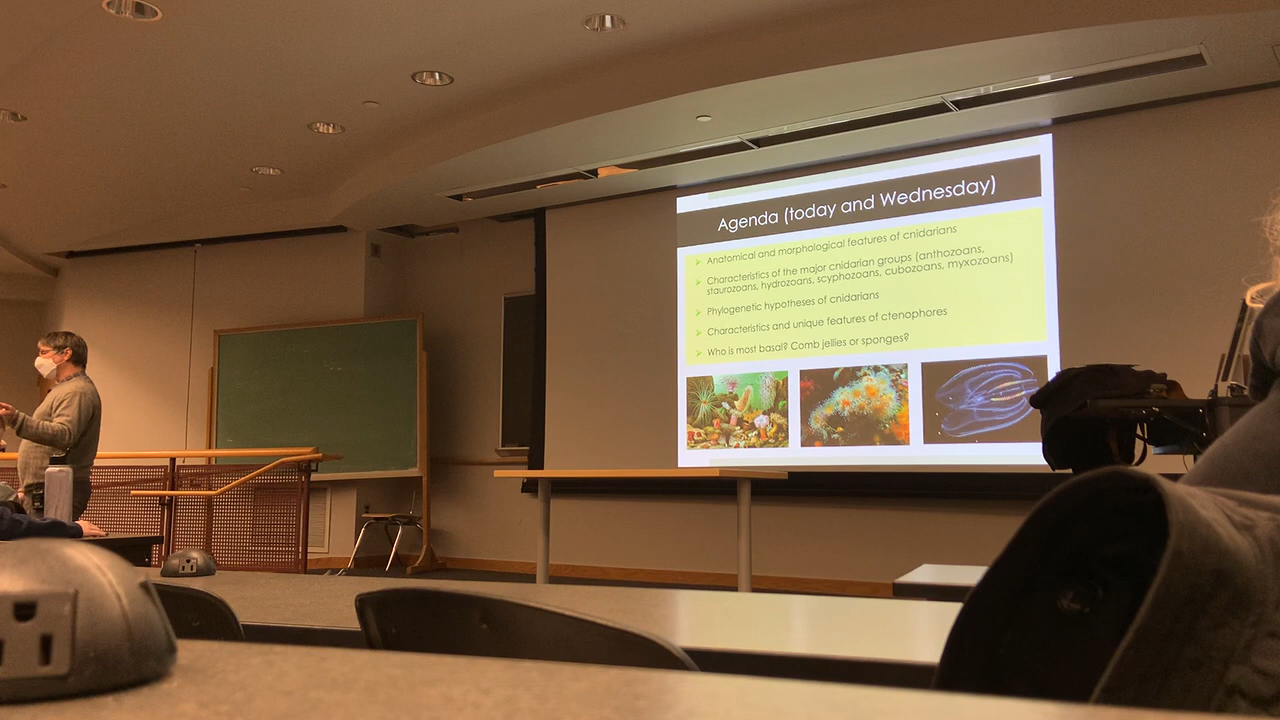 Agenda (today and Wednesday)
Anatomical and morphological features of cnidarians
Characteristics of the major cnidarian groups (anthozoans,
staurozoans, hydrozoans, scyphozoans, cubozoans, myxozoans)
Phylogenetic hypotheses of cnidarians
Characteristics and unique features of ctenophores
Who is most basal? Comb jellies or sponges?